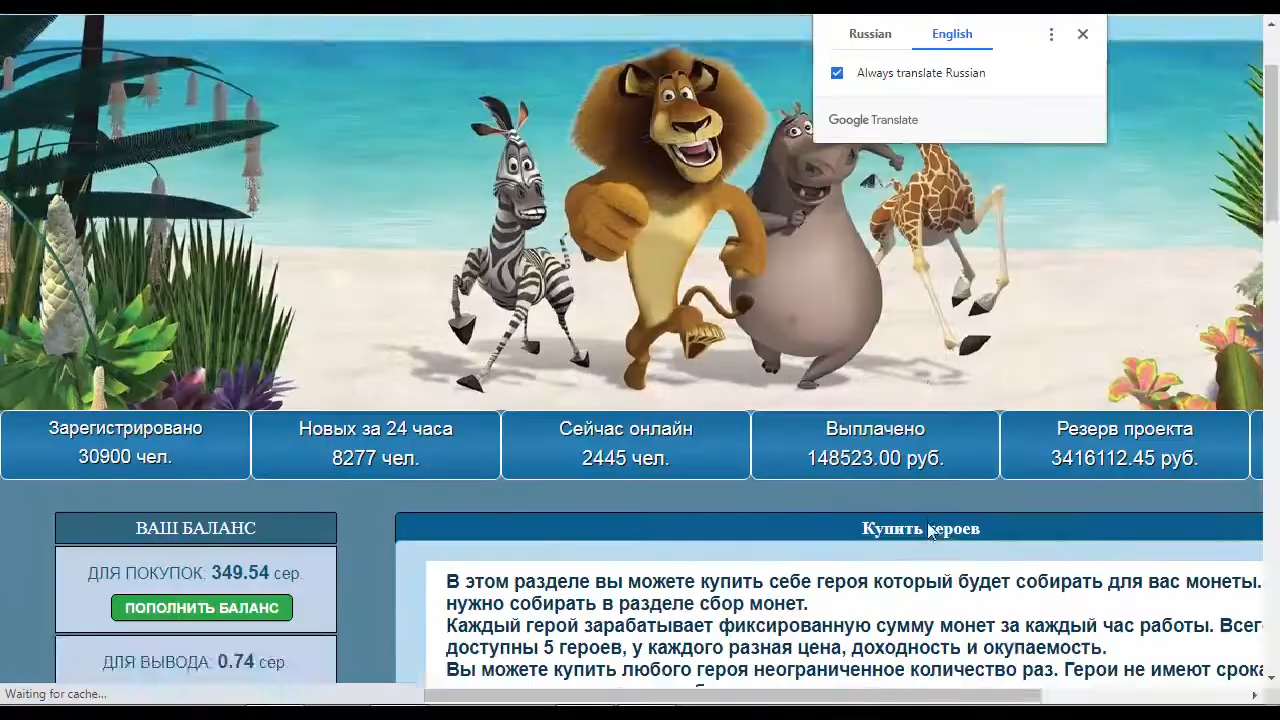 Russian
English
Always translate Russian
Google Translate
Зарегистрировано
30900 чел.
Новых за 24 часа
8277 чел.
Сейчас онлайн
2445 чел.
Выплачено
148523.00 руб.
Резерв проекта
3416112.45 руб.
ВАШ БАЛАНС
ДЛЯ ПОКУПОК: 349.54 сер.
ПОПОЛНИТЬ БАЛАНС
ДЛЯ ВЫВОДА: 0.74 сер.
Купить героев
В этом разделе вы можете купить себе героя который будет собирать для вас монеты.
нужно собирать в разделе сбор монет.
Каждый герой зарабатывает фиксированную сумму монет за каждый час работы. Всег
доступны 5 героев, у каждого разная цена, доходность и окупаемость.
Вы можете купить любого героя неограниченное количество раз. Герои не имеют срока
Waiting for cache...